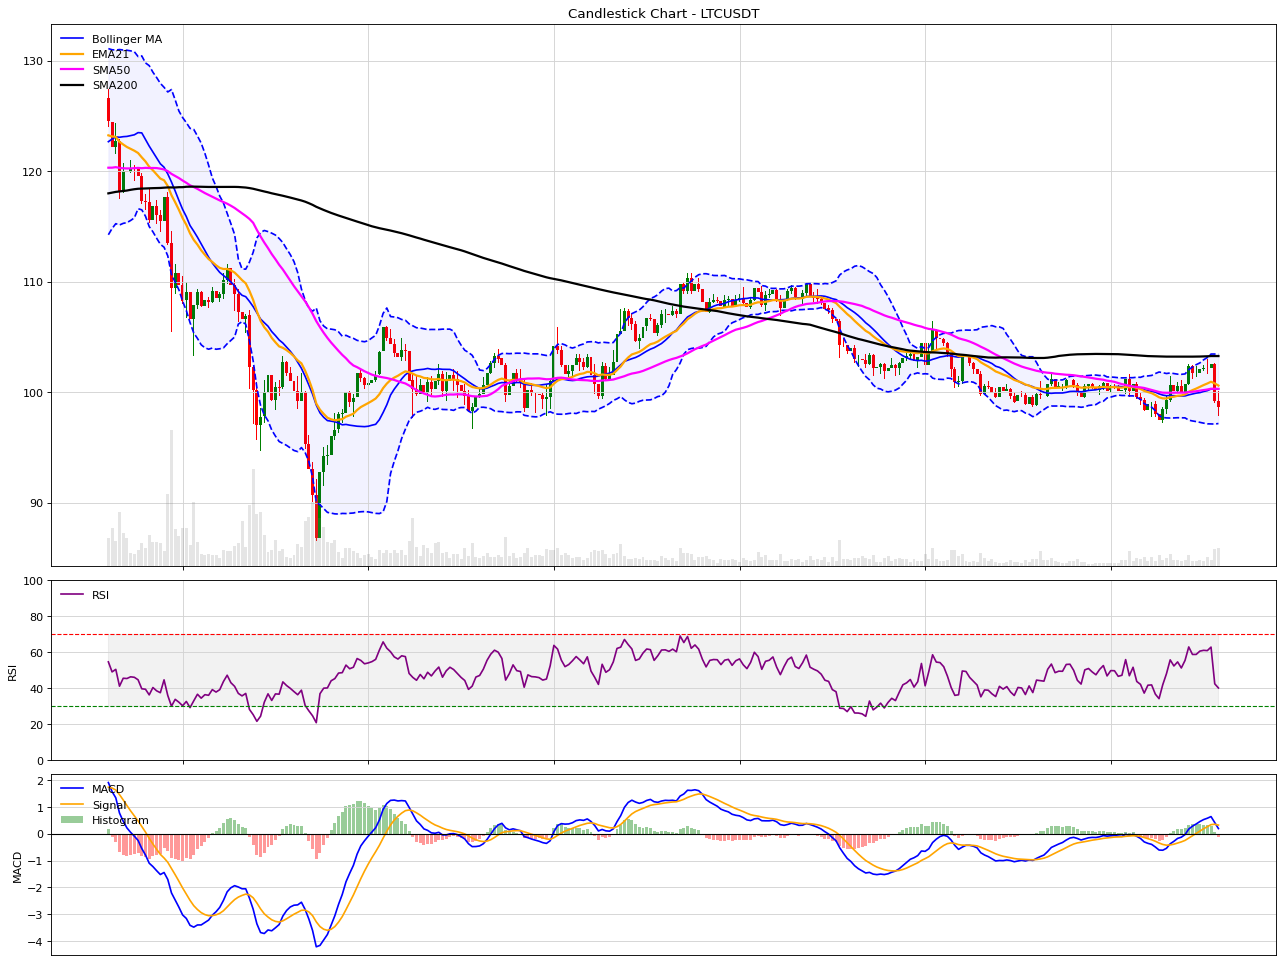 Candlestick Chart - LTCUSDT
Bollinger MA
EMA21
SMA50
SMA200
130
120
110
100
90
RSI
100
80
60
40
20
0
RSI
MACD
Signal
Histogram
2
1
0
−1
−2
−3
−4
MACD